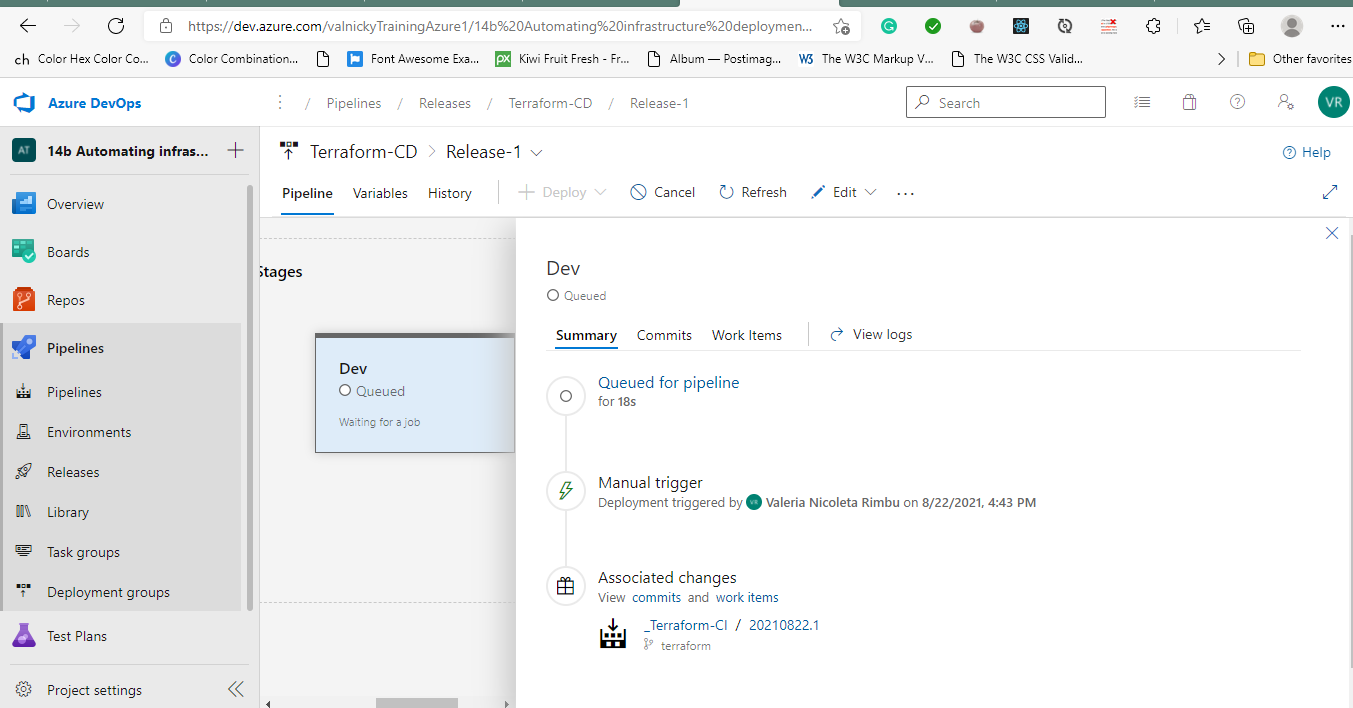 https://dev.azure.com/valnickyTrainingAzure1/14b%20Automating%20infrastructure%20deploymen...
ch Color Hex Color Co... Color Combination... Font Awesome Exa... px Kiwi Fruit Fresh - Fr... Album — Postimag... W3 The W3C Markup V... The W3C CSS Valid... Other favorites
Azure DevOps / Pipelines / Releases / Terraform-CD / Release-1 Search VR
AT 14b Automating infras...
Terraform-CD > Release-1 Help
Pipeline Variables History Deploy Cancel Refresh Edit ...
Overview
Boards
Repos
Pipelines
Pipelines
Environments
Releases
Library
Task groups
Deployment groups
Test Plans
Project settings
Stages
Dev
Queued
Waiting for a job
Dev
Queued
Summary Commits Work Items View logs
Queued for pipeline
for 18s
Manual trigger
Deployment triggered by VR Valeria Nicoleta Rimbu on 8/22/2021, 4:43 PM
Associated changes
View commits and work items
_Terraform-CI / 20210822.1
terraform